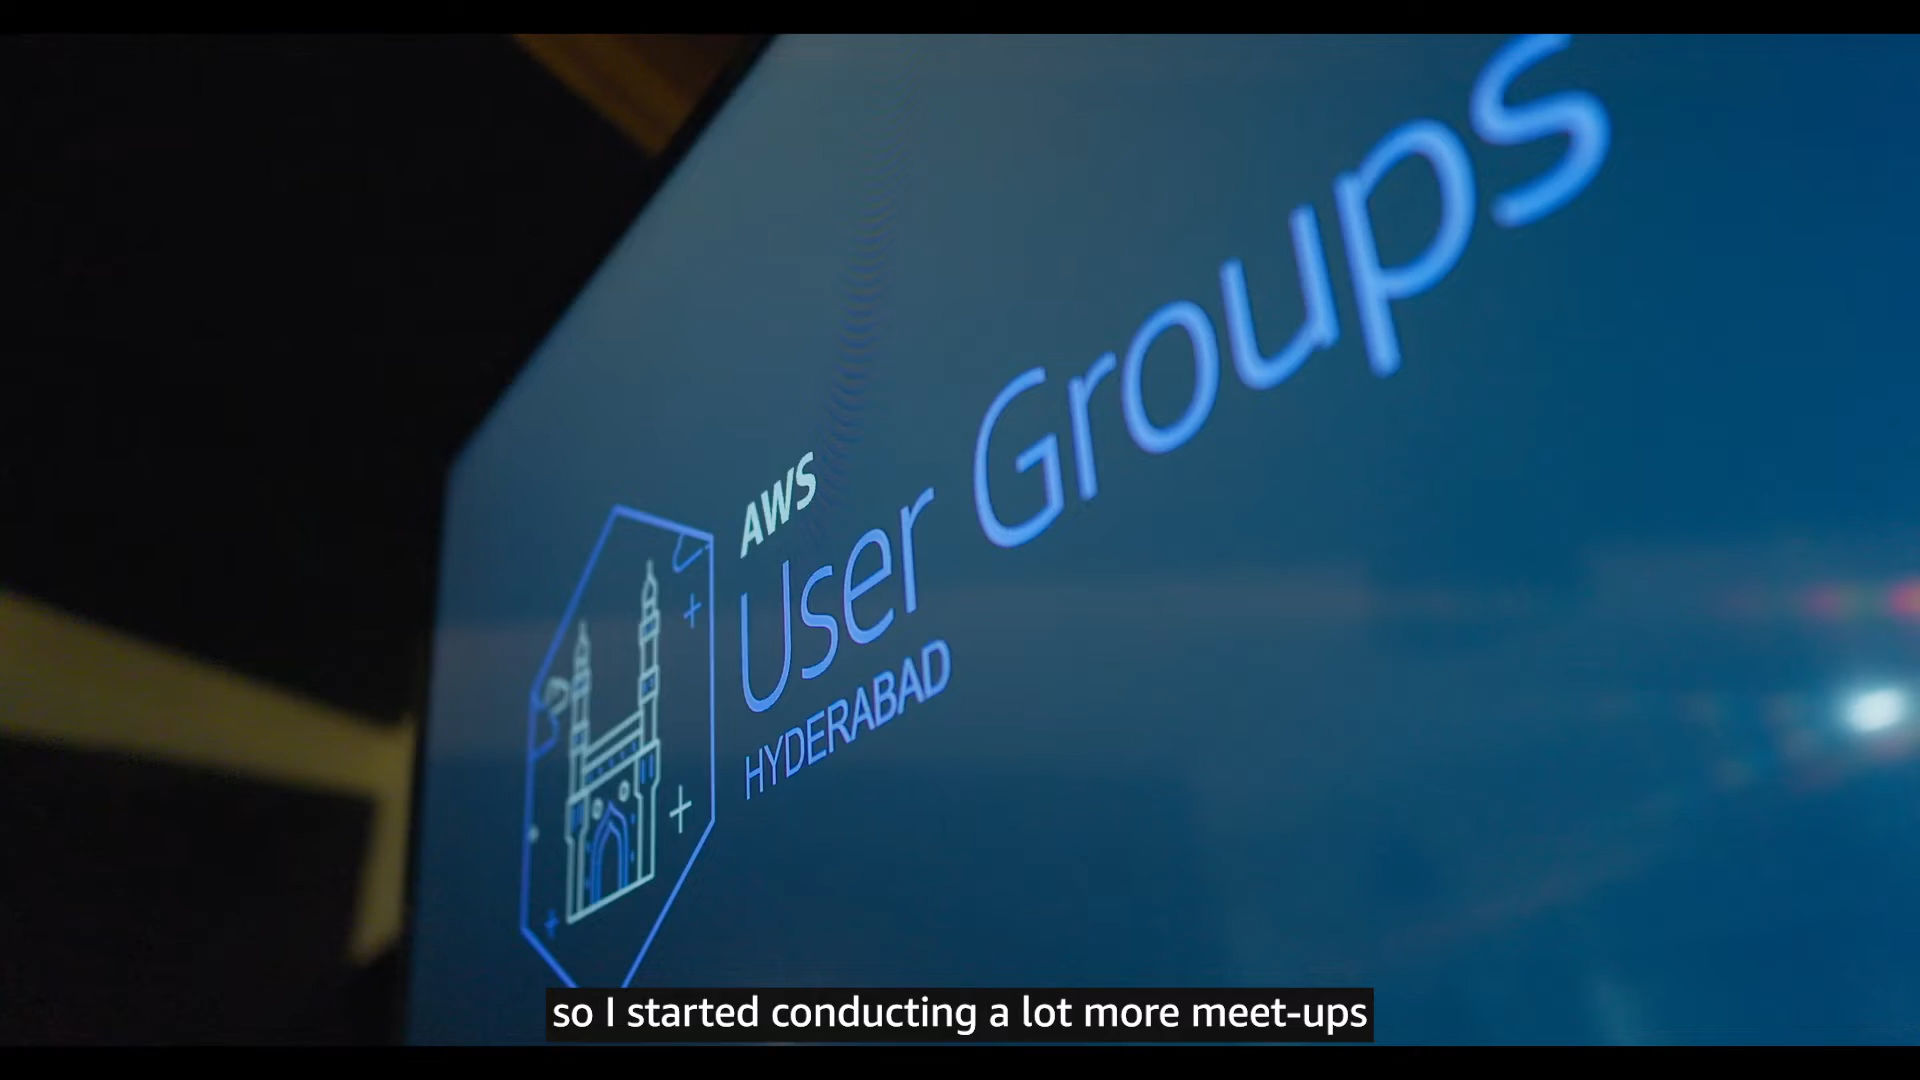 AWS
User Groups
HYDERABAD
so I started conducting a lot more meet-ups